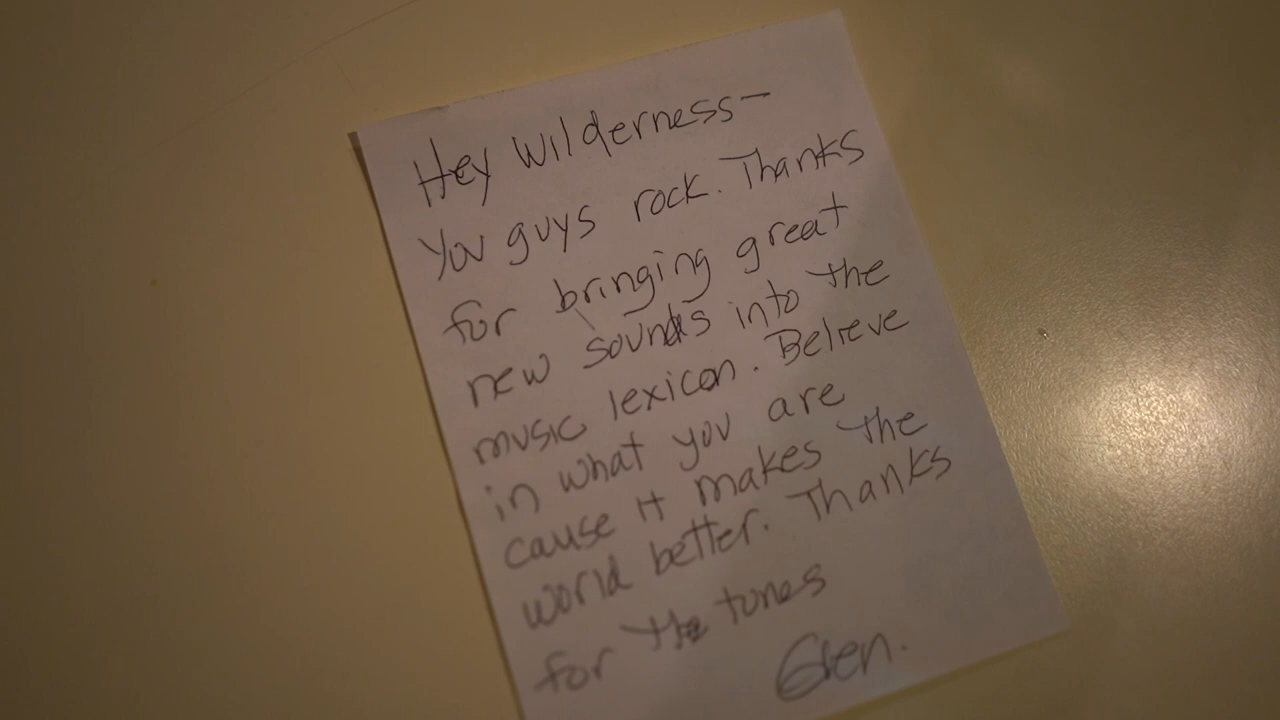 Hey Wilderness—
You guys rock. Thanks
for bringing great
new sounds into the
music lexicon. Believe
in what you are
cause it makes the
world better. Thanks
for the tunes
Glen.